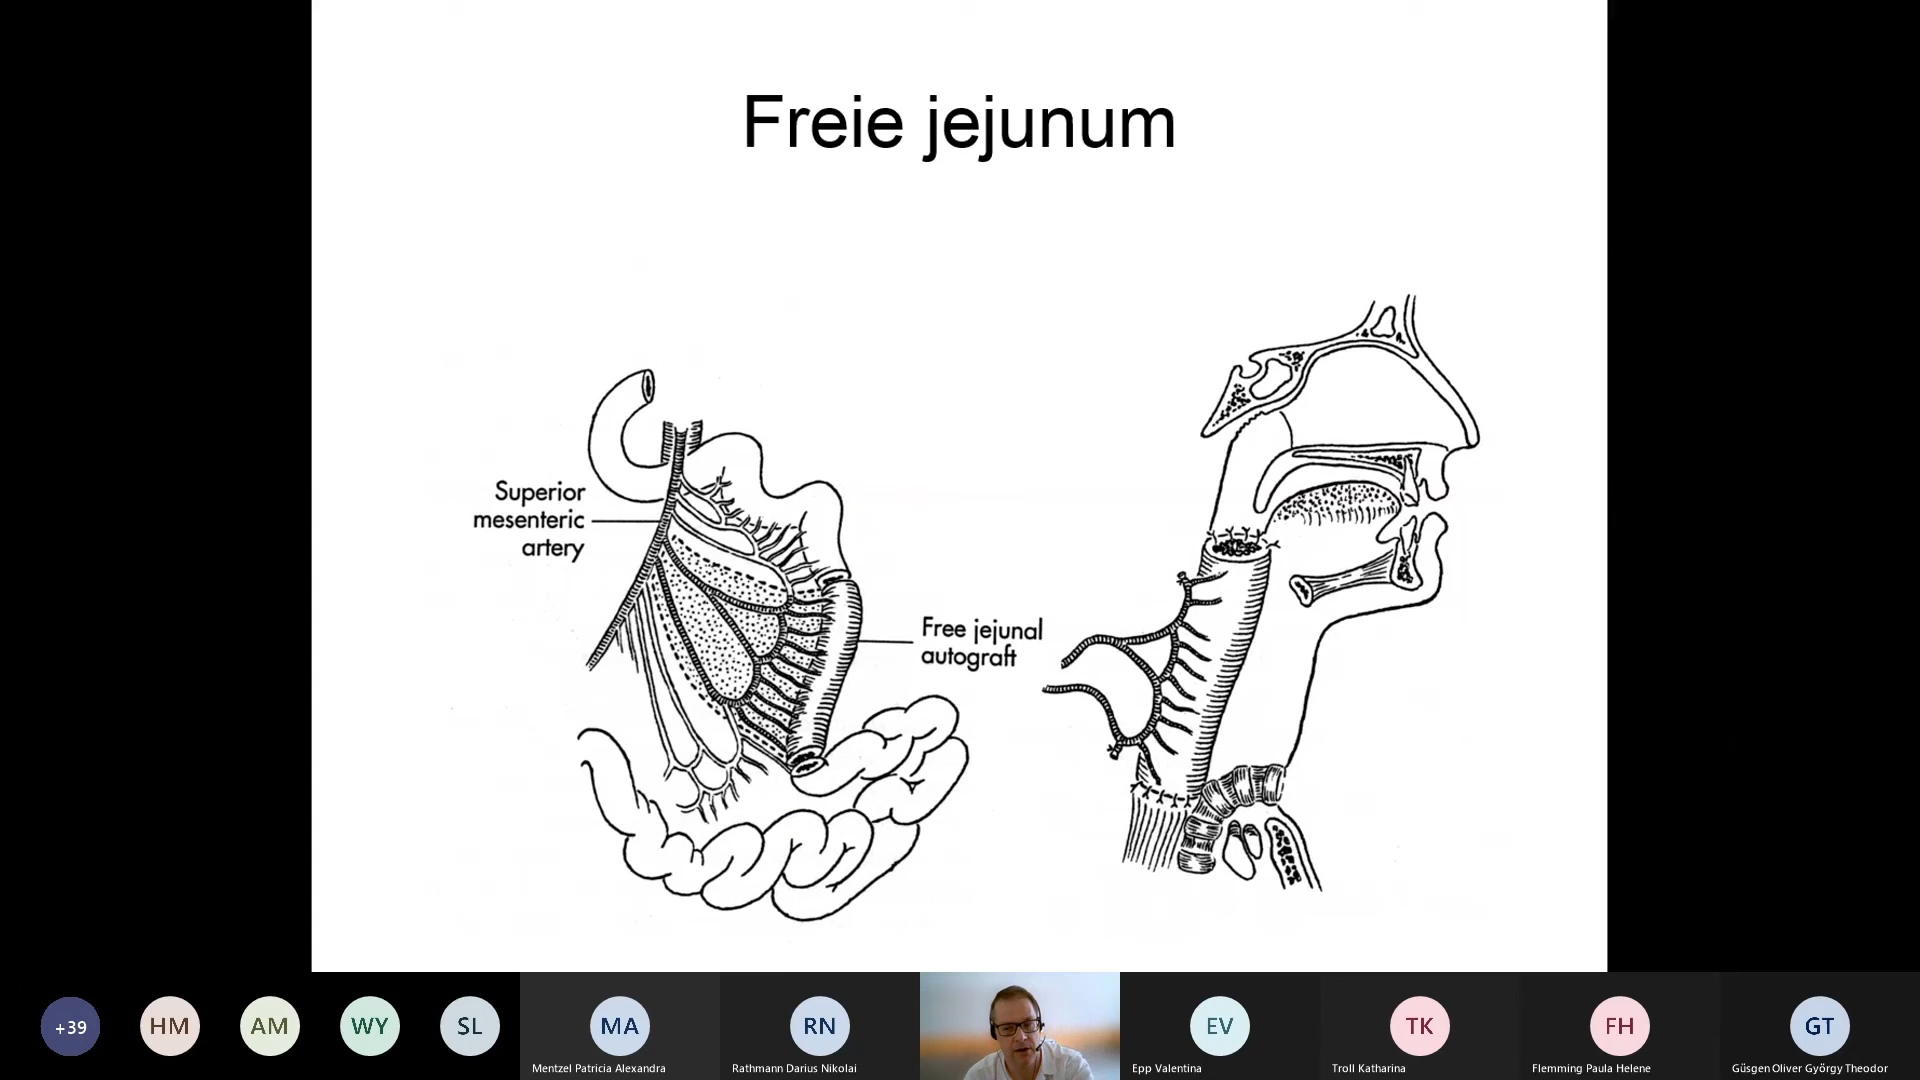 Freie jejunum
Superior
mesenteric
artery
Free jejunal
autograft
+39
HM
AM
WY
SL
MA
RN
EV
TK
FH
GT
Mentzel Patricia Alexandra
Rathmann Darius Nikolai
Epp Valentina
Troll Katharina
Flemming Paula Helene
Güsgen Oliver György Theodor